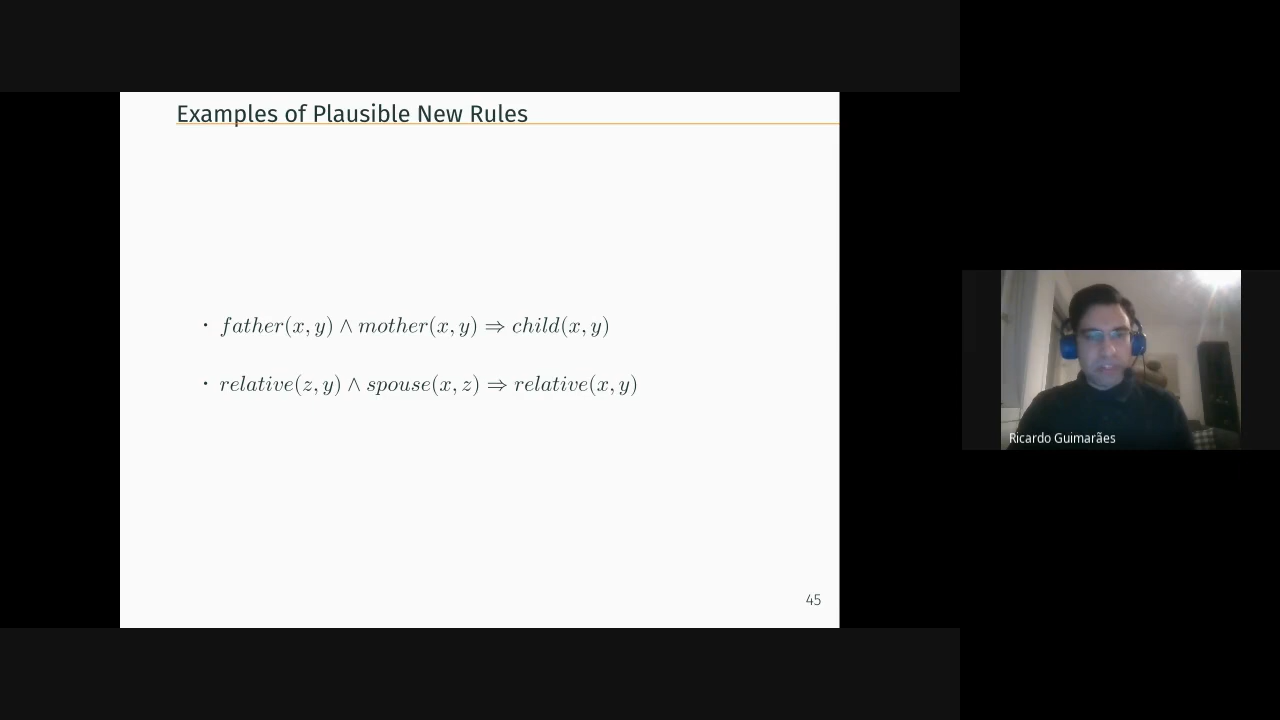 Examples of Plausible New Rules
· father(x, y) ∧ mother(x, y) ⇒ child(x, y)
· relative(z, y) ∧ spouse(x, z) ⇒ relative(x, y)
45
Ricardo Guimarães